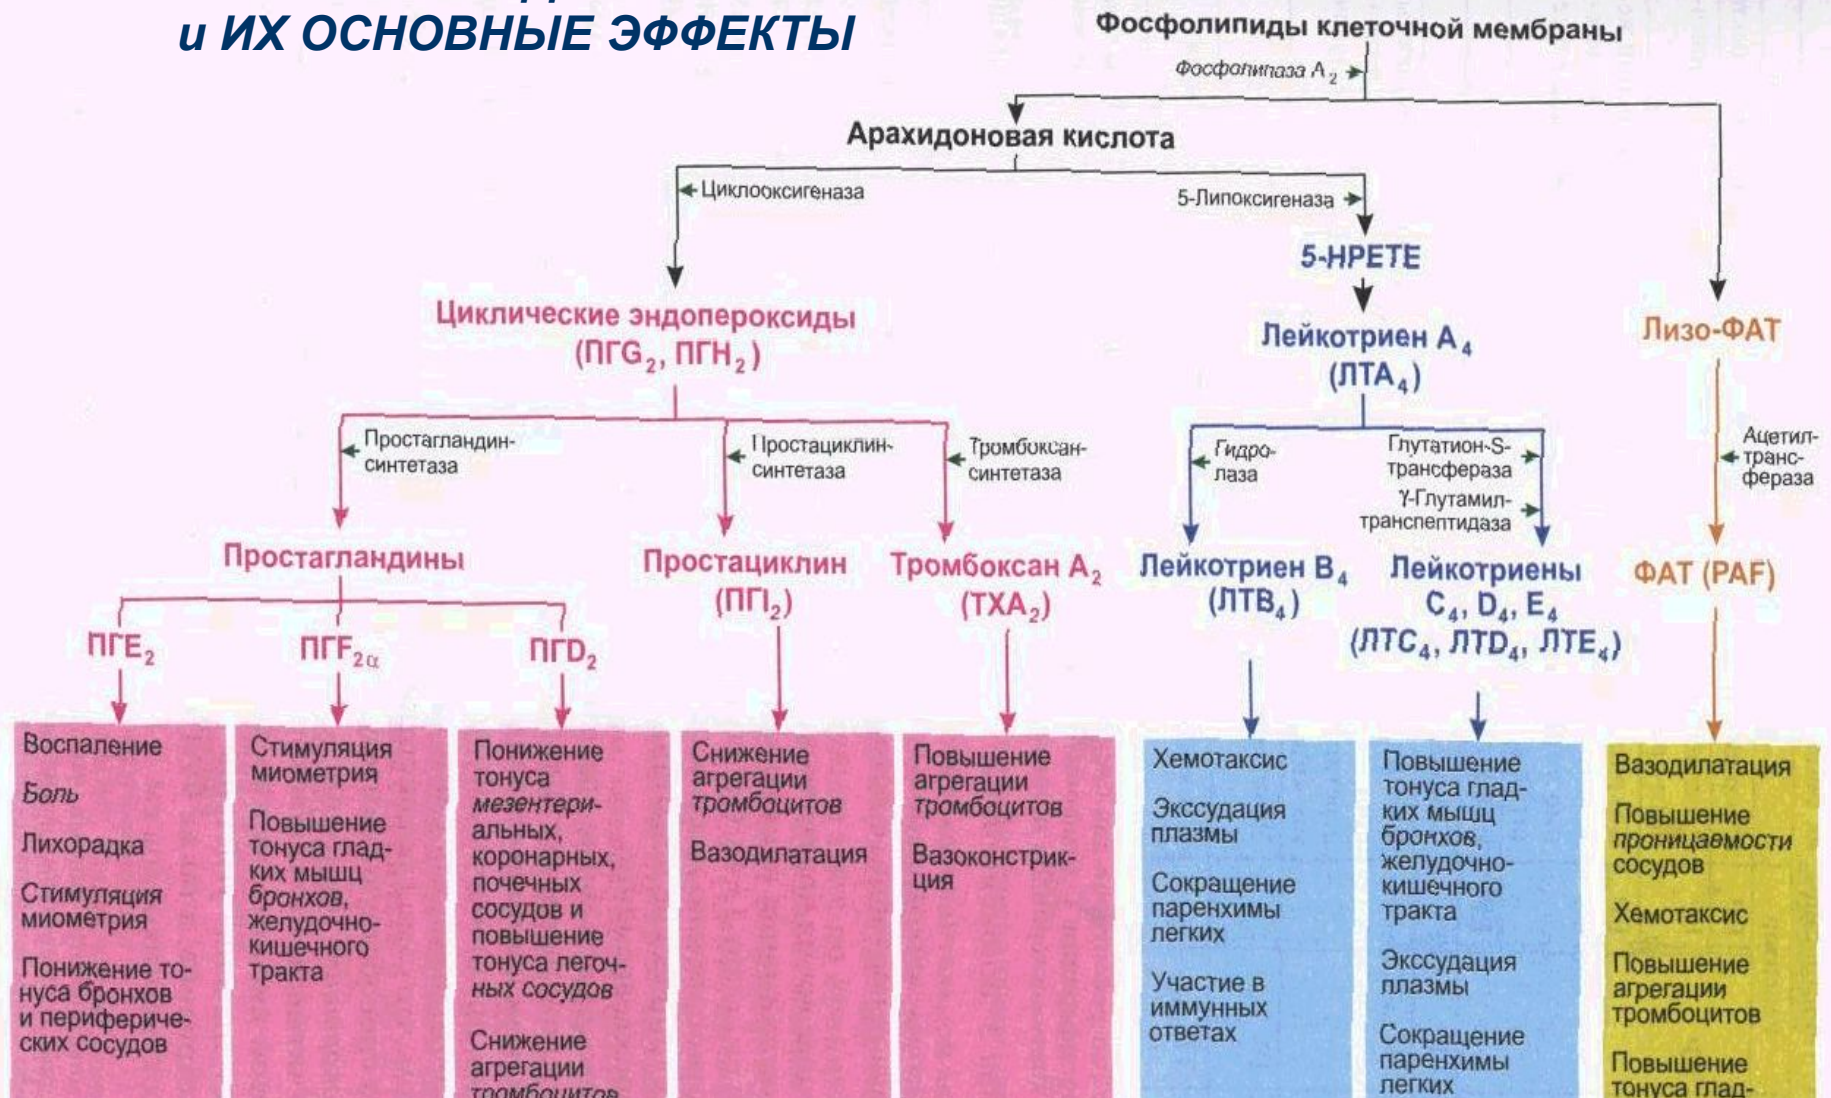 и ИХ ОСНОВНЫЕ ЭФФЕКТЫ
Фосфолипиды клеточной мембраны
Фосфолипаза А2
Арахидоновая кислота
Циклооксигеназа
5-Липоксигеназа
5-HPETE
Циклические эндопероксиды
(ПГG2, ПГН2)
Лейкотриен А4
(ЛТА4)
Лизо-ФАТ
Простагландин-
синтетаза
Простациклин-
синтетаза
Тромбоксан-
синтетаза
Гидро-
лаза
Глутатион-S-
трансфераза
γ-Глутамил-
транспептидаза
Ацетил-
транс-
фераза
Простагландины
Простациклин
(ПГI2)
Тромбоксан А2
(ТХА2)
Лейкотриен В4
(ЛТВ4)
Лейкотриены
С4, D4, E4
(ЛТС4, ЛТD4, ЛТЕ4)
ФАТ (PAF)
ПГЕ2
ПГF2α
ПГD2
Воспаление
Боль
Лихорадка
Стимуляция
миометрия
Понижение то-
нуса бронхов
и перифериче-
ских сосудов
Стимуляция
миометрия
Повышение
тонуса глад-
ких мышц
бронхов,
желудочно-
кишечного
тракта
Понижение
тонуса
мезентери-
альных,
коронарных,
почечных
сосудов и
повышение
тонуса легоч-
ных сосудов
Снижение
агрегации
тромбоцитов
Снижение
агрегации
тромбоцитов
Вазодилатация
Повышение
агрегации
тромбоцитов
Вазоконстрик-
ция
Хемотаксис
Экссудация
плазмы
Сокращение
паренхимы
легких
Участие в
иммунных
ответах
Повышение
тонуса глад-
ких мышц
бронхов,
желудочно-
кишечного
тракта
Экссудация
плазмы
Сокращение
паренхимы
легких
Вазодилатация
Повышение
проницаемости
сосудов
Хемотаксис
Повышение
агрегации
тромбоцитов
Повышение
тонуса глад-